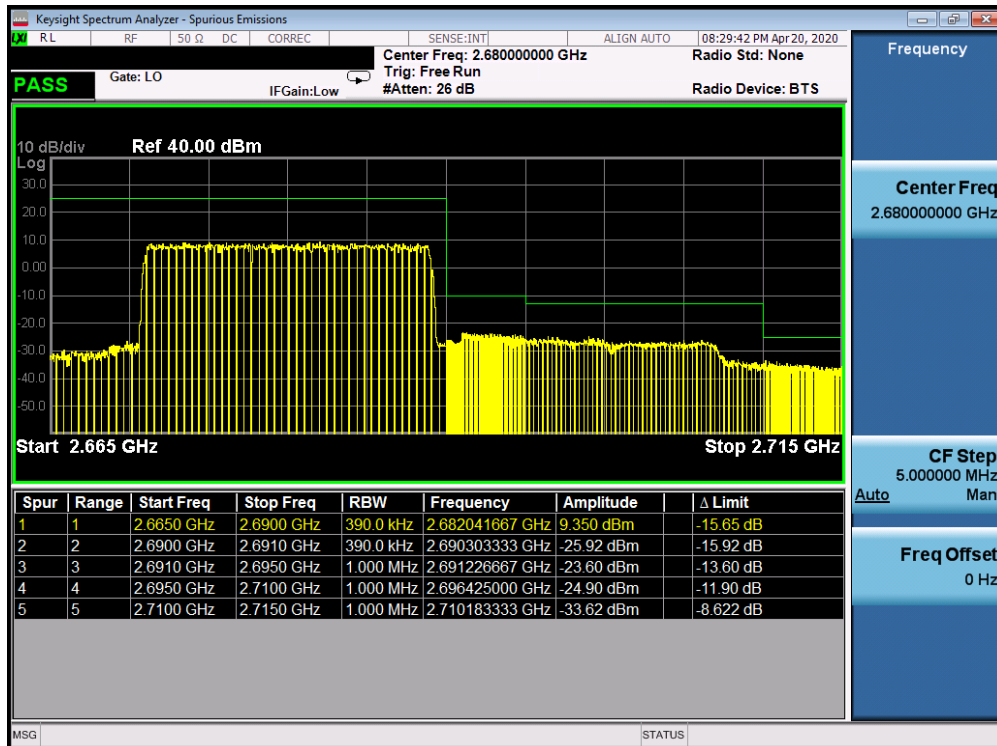 Keysight Spectrum Analyzer - Spurious Emissions
LXI RL RF 50 Ω DC CORREC SENSE:INT ALIGN AUTO 08:29:42 PM Apr 20, 2020
Center Freq: 2.680000000 GHz Radio Std: None
PASS Gate: LO Trig: Free Run
IFGain:Low #Atten: 26 dB Radio Device: BTS
Frequency
10 dB/div Ref 40.00 dBm
Log
30.0
20.0
10.0
0.00
-10.0
-20.0
-30.0
-40.0
-50.0
Start 2.665 GHz Stop 2.715 GHz
Center Freq
2.680000000 GHz
CF Step
5.000000 MHz
Auto Man
Freq Offset
0 Hz
Spur Range Start Freq Stop Freq RBW Frequency Amplitude Δ Limit
1 1 2.6650 GHz 2.6900 GHz 390.0 kHz 2.682041667 GHz 9.350 dBm -15.65 dB
2 2 2.6900 GHz 2.6910 GHz 390.0 kHz 2.690303333 GHz -25.92 dBm -15.92 dB
3 3 2.6910 GHz 2.6950 GHz 1.000 MHz 2.691226667 GHz -23.60 dBm -13.60 dB
4 4 2.6950 GHz 2.7100 GHz 1.000 MHz 2.696425000 GHz -24.90 dBm -11.90 dB
5 5 2.7100 GHz 2.7150 GHz 1.000 MHz 2.710183333 GHz -33.62 dBm -8.622 dB
MSG STATUS